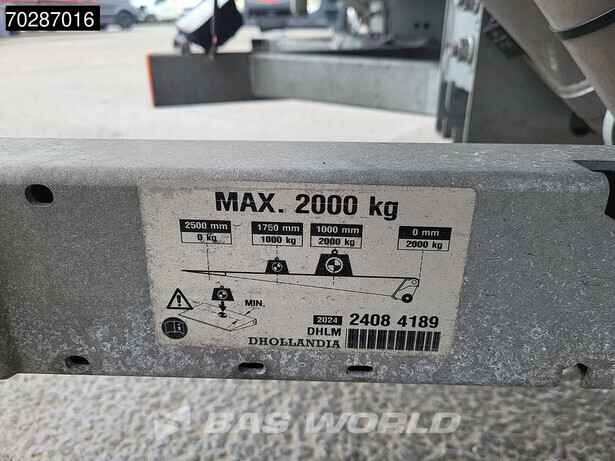 70287016
MAX. 2000 kg
2500 mm 1750 mm 1000 mm 0 mm
0 kg 1000 kg 2000 kg 2000 kg
MIN.
2024 2408 4189
DHLM
DHOLLANDIA
BAS WORLD